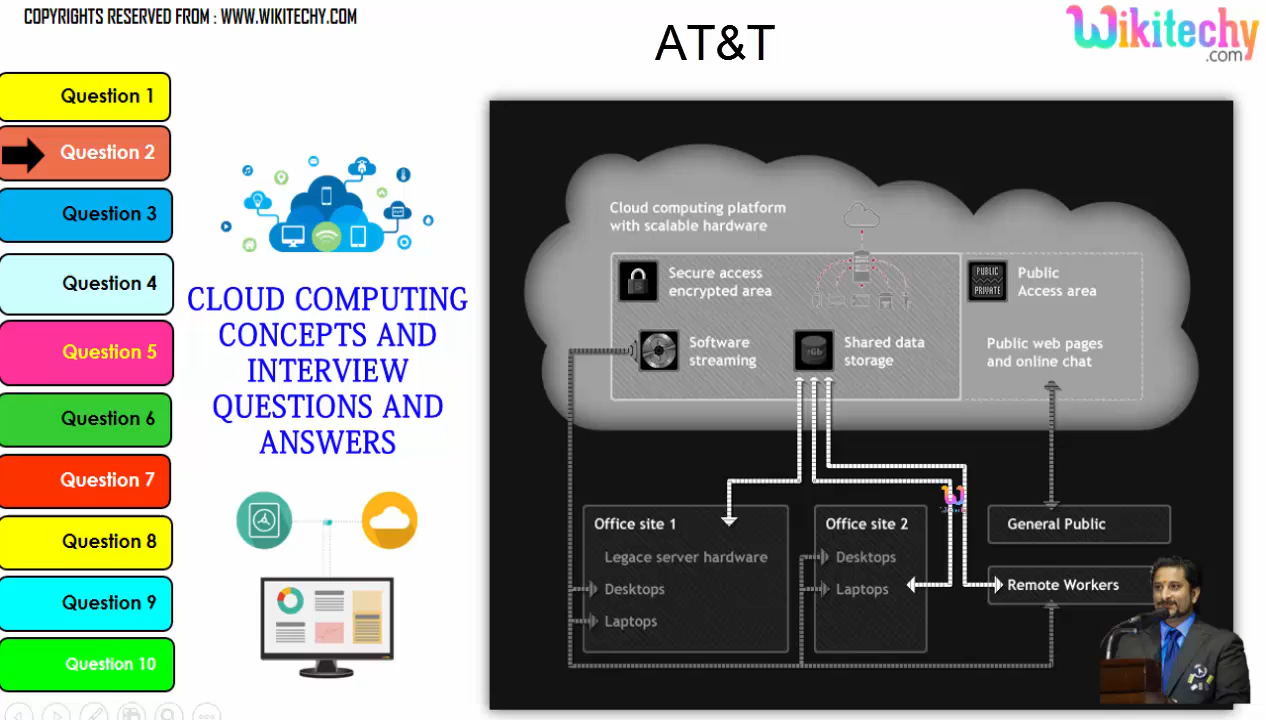 COPYRIGHTS RESERVED FROM : WWW.WIKITECHY.COM
AT&T
Wikitechy
.com
Question 1
Question 2
Question 3
Question 4
Question 5
Question 6
Question 7
Question 8
Question 9
Question 10
CLOUD COMPUTING
CONCEPTS AND
INTERVIEW
QUESTIONS AND
ANSWERS
Cloud computing platform
with scalable hardware
Secure access
encrypted area
PUBLIC
PRIVATE
Public
Access area
Software
streaming
Shared data
storage
Public web pages
and online chat
Office site 1
Legace server hardware
Desktops
Laptops
Office site 2
Desktops
Laptops
General Public
Remote Workers